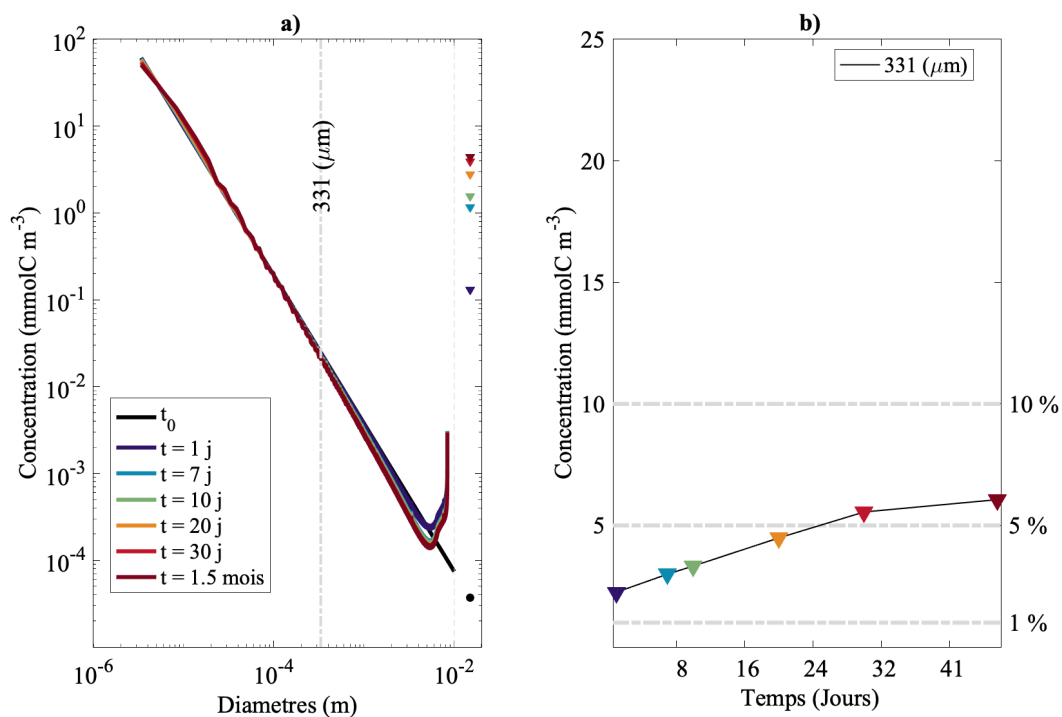 a)
10^2
10^1
10^0
10^-1
10^-2
10^-3
10^-4
Concentration (mmolC m^-3)
331 (μm)
t_0
t = 1 j
t = 7 j
t = 10 j
t = 20 j
t = 30 j
t = 1.5 mois
10^-6
10^-4
10^-2
Diametres (m)
b)
25
20
15
10
5
Concentration (mmolC m^-3)
331 (μm)
10 %
5 %
1 %
8
16
24
32
41
Temps (Jours)